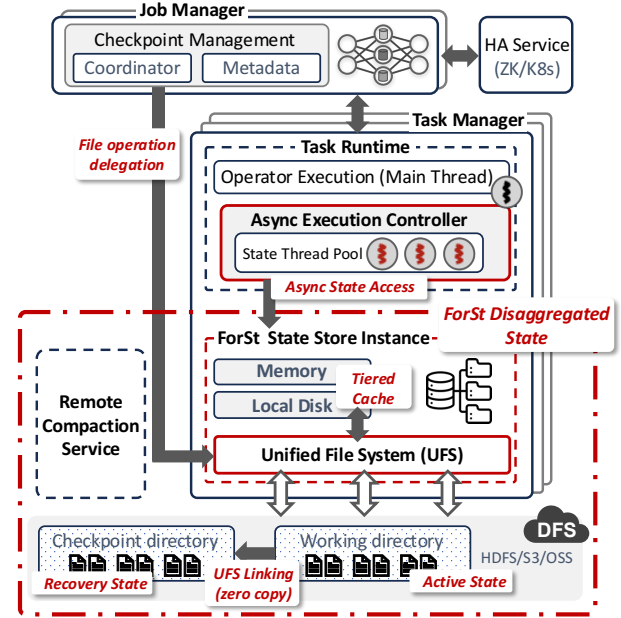 Job Manager
Checkpoint Management
Coordinator
Metadata
HA Service
(ZK/K8s)
File operation
delegation
Task Manager
Task Runtime
Operator Execution (Main Thread)
Async Execution Controller
State Thread Pool
Async State Access
ForSt Disaggregated
State
ForSt State Store Instance
Memory
Tiered
Cache
Local Disk
Remote
Compaction
Service
Unified File System (UFS)
DFS
HDFS/S3/OSS
Checkpoint directory
Working directory
Recovery State
UFS Linking
(zero copy)
Active State